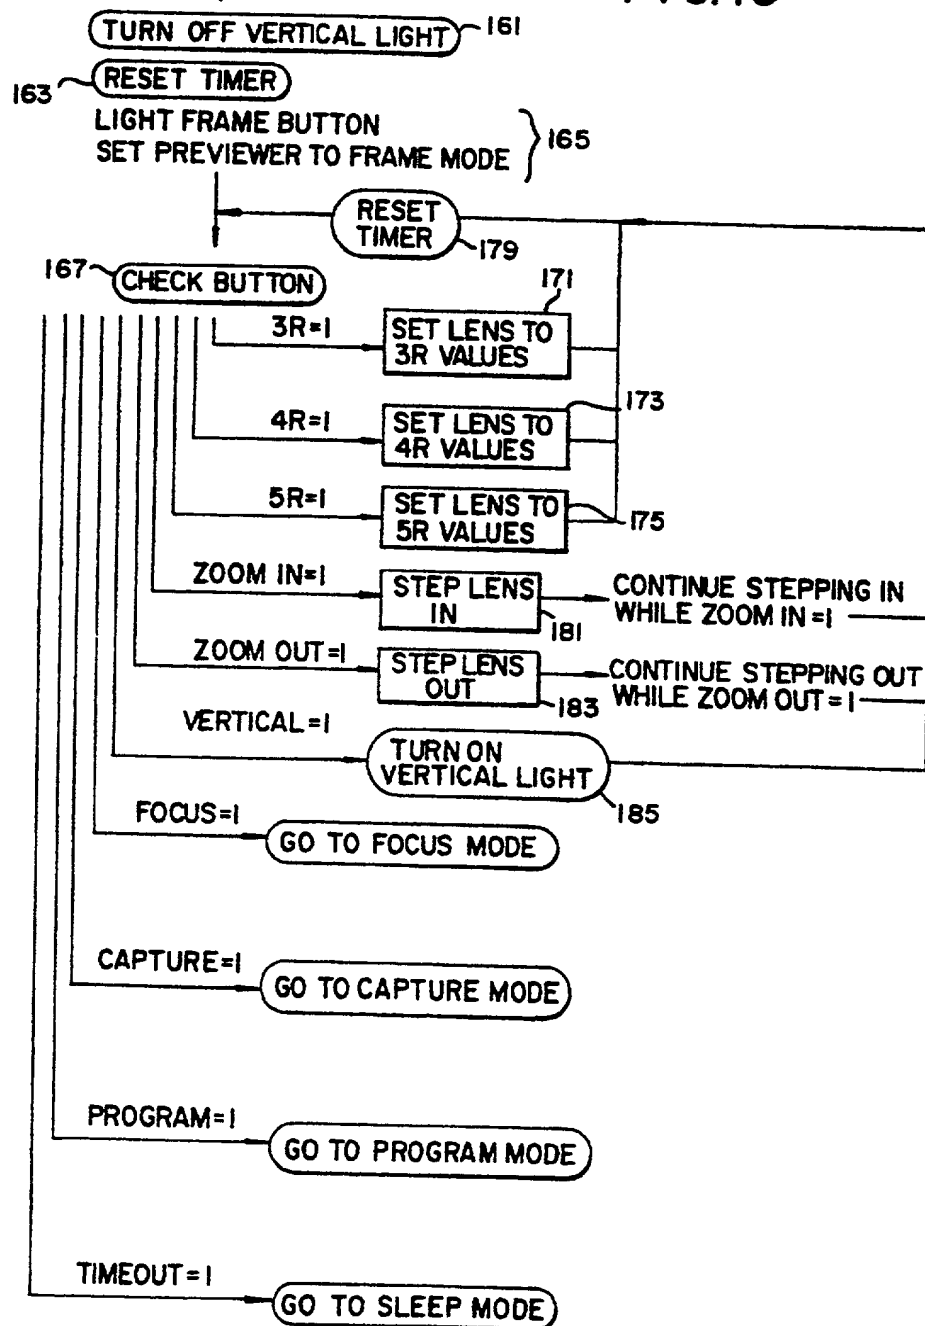 TURN OFF VERTICAL LIGHT 161
163 RESET TIMER
LIGHT FRAME BUTTON
SET PREVIEWER TO FRAME MODE 165
RESET
TIMER
179
167 CHECK BUTTON
3R=1
171
SET LENS TO
3R VALUES
4R=1
173
SET LENS TO
4R VALUES
5R=1
SET LENS TO
5R VALUES
175
ZOOM IN=1
STEP LENS
IN
181
CONTINUE STEPPING IN
WHILE ZOOM IN=1
ZOOM OUT=1
STEP LENS
OUT
183
CONTINUE STEPPING OUT
WHILE ZOOM OUT=1
VERTICAL=1
TURN ON
VERTICAL LIGHT
185
FOCUS=1
GO TO FOCUS MODE
CAPTURE=1
GO TO CAPTURE MODE
PROGRAM=1
GO TO PROGRAM MODE
TIMEOUT=1
GO TO SLEEP MODE